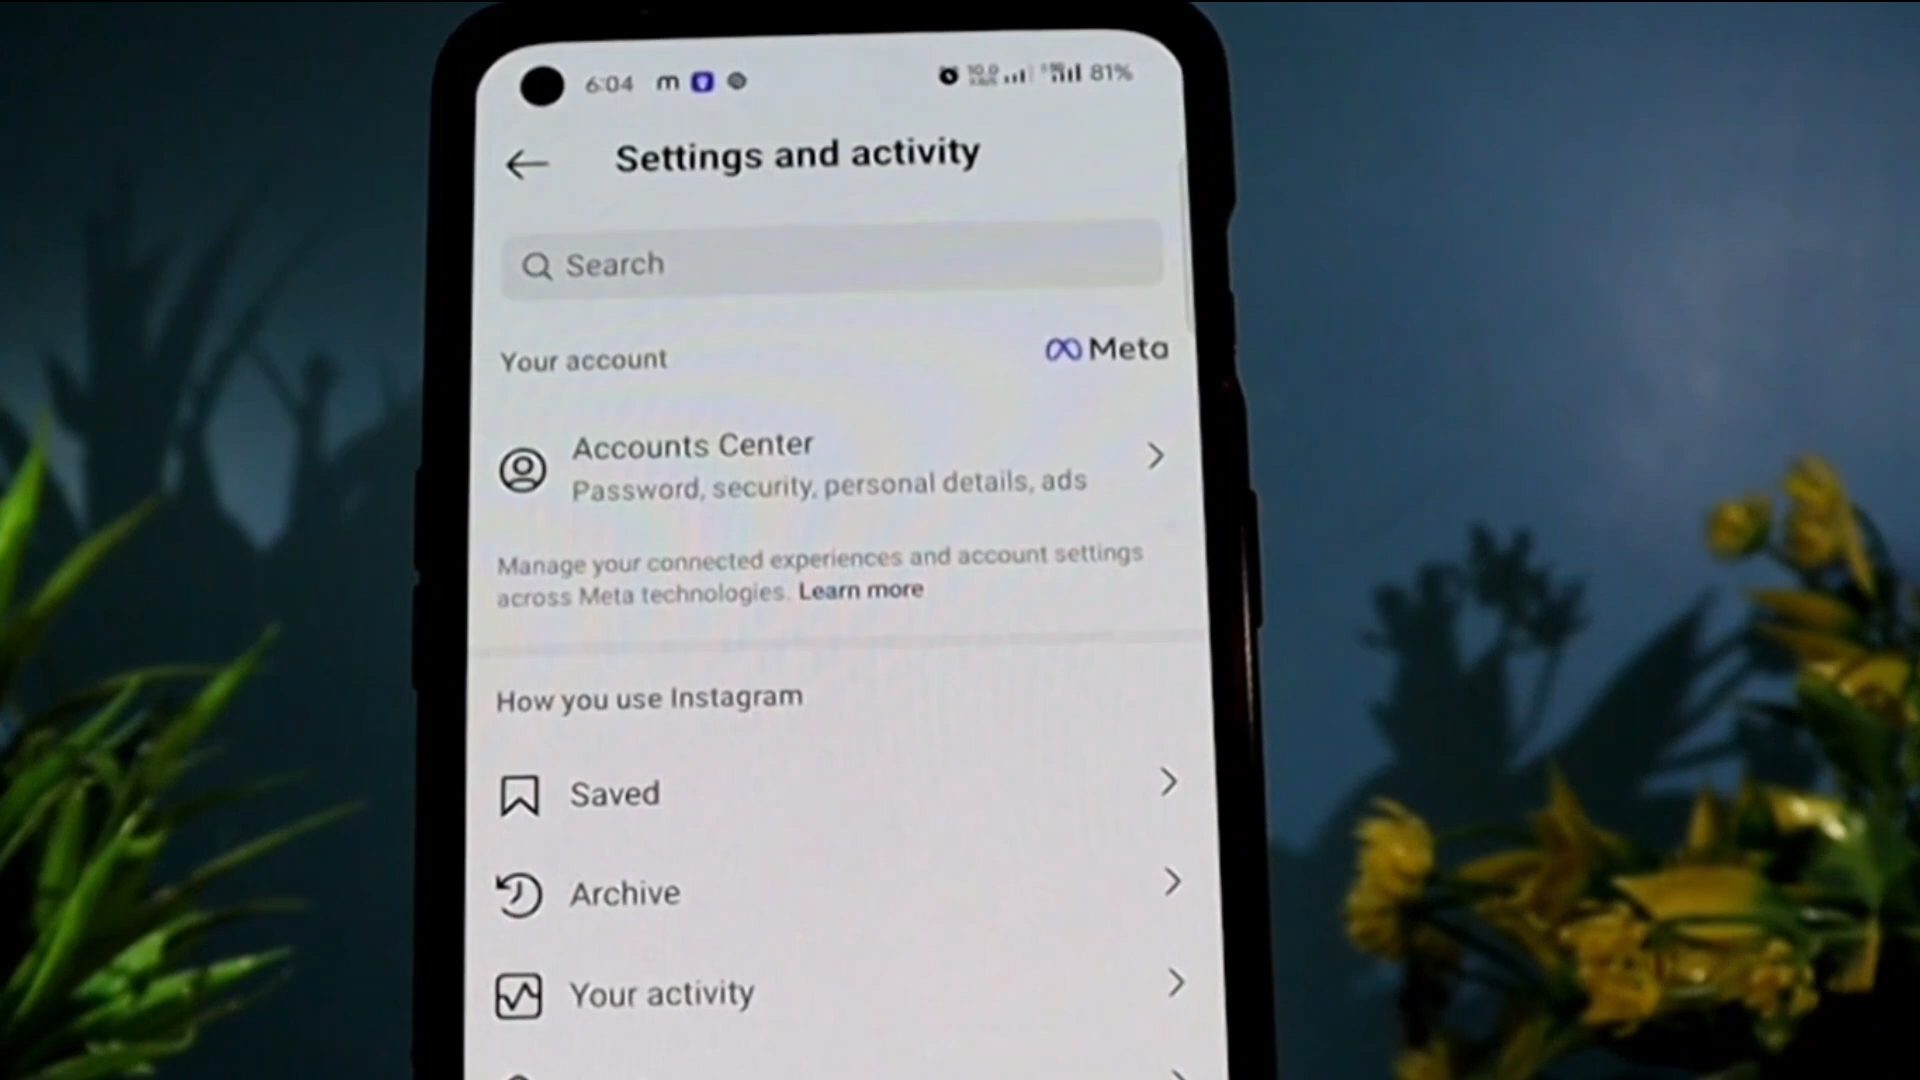 6:04 m 81%
Settings and activity
Search
Your account
Meta
Accounts Center
Password, security, personal details, ads
Manage your connected experiences and account settings
across Meta technologies. Learn more
How you use Instagram
Saved
Archive
Your activity